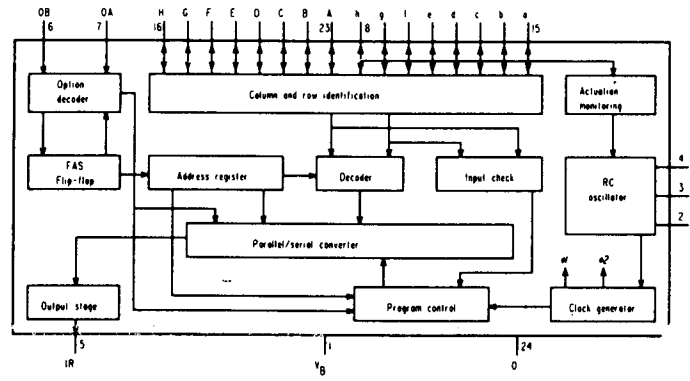 OB OA H G F E D C B A h g f e d c b a
6 7 16 23 8 15
Option decoder
Column and row identification
Actuation monitoring
FAS Flip-flop
Address register
Decoder
Input check
RC oscillator
4
3
2
Parallel/serial converter
ø1 ø2
Output stage
Program control
Clock generator
5 1 24
IR VB 0